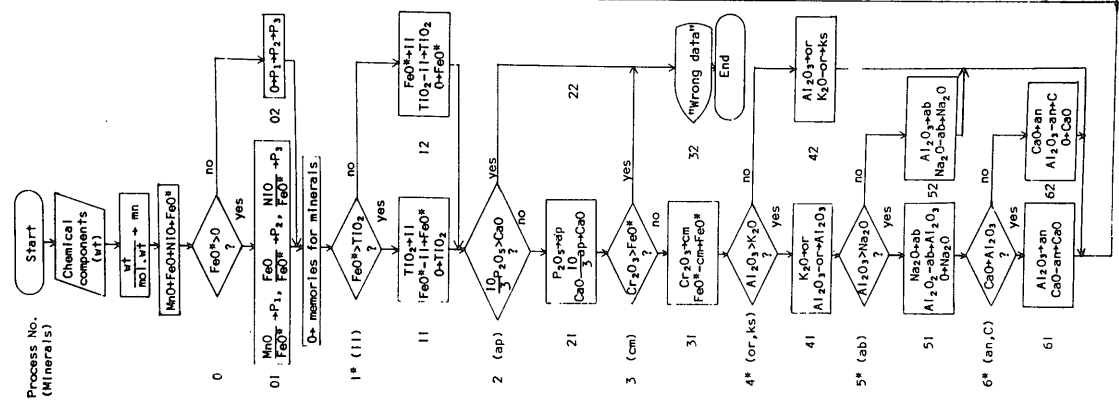 Process No.
(Minerals)
Start
Chemical
components
(wt)
wt
mol.wt → mn
MnO+FeO+NiO→FeO*
0
FeO*>0
?
no
yes
01
MnO
FeO* →P1, FeO
FeO* →P2, NiO
FeO* →P3
02
0→P1→P2→P3
0→ memories for minerals
1* (il)
FeO*>TiO2
?
no
yes
11
TiO2→il
FeO*-il→FeO*
0→TiO2
12
FeO*→il
TiO2-il→TiO2
0→FeO*
2 (ap)
10
3 P2O5>CaO
?
yes
no
21
P2O5→ap
CaO-10
3 ap→CaO
22
3 (cm)
Cr2O3>FeO*
?
yes
no
31
Cr2O3→cm
FeO*-cm→FeO*
32
"Wrong data"
End
4* (or,ks)
Al2O3>K2O
?
no
yes
41
K2O→or
Al2O3-or→Al2O3
42
Al2O3→or
K2O-or→ks
5* (ab)
Al2O3>Na2O
?
no
yes
51
Na2O→ab
Al2O2-ab→Al2O3
0→Na2O
52
Al2O3→ab
Na2O-ab→Na2O
6* (an,C)
CaO>Al2O3
?
no
yes
61
Al2O3→an
CaO-an→CaO
62
CaO→an
Al2O3-an→C
0→CaO